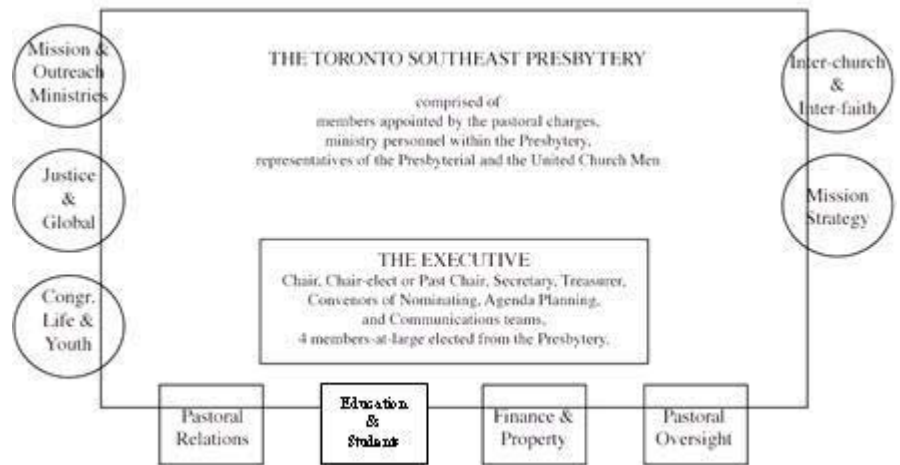 Mission &
Outreach
Ministries
THE TORONTO SOUTHEAST PRESBYTERY
comprised of
members appointed by the pastoral charges,
ministry personnel within the Presbytery,
representatives of the Presbyterial and the United Church Men
Inter-church
&
Inter-faith
Justice
&
Global
Mission
Strategy
THE EXECUTIVE
Chair, Chair-elect or Past Chair, Secretary, Treasurer,
Convenors of Nominating, Agenda Planning,
and Communications teams,
4 members-at-large elected from the Presbytery.
Congr.
Life &
Youth
Pastoral
Relations
Education
&
Students
Finance &
Property
Pastoral
Oversight